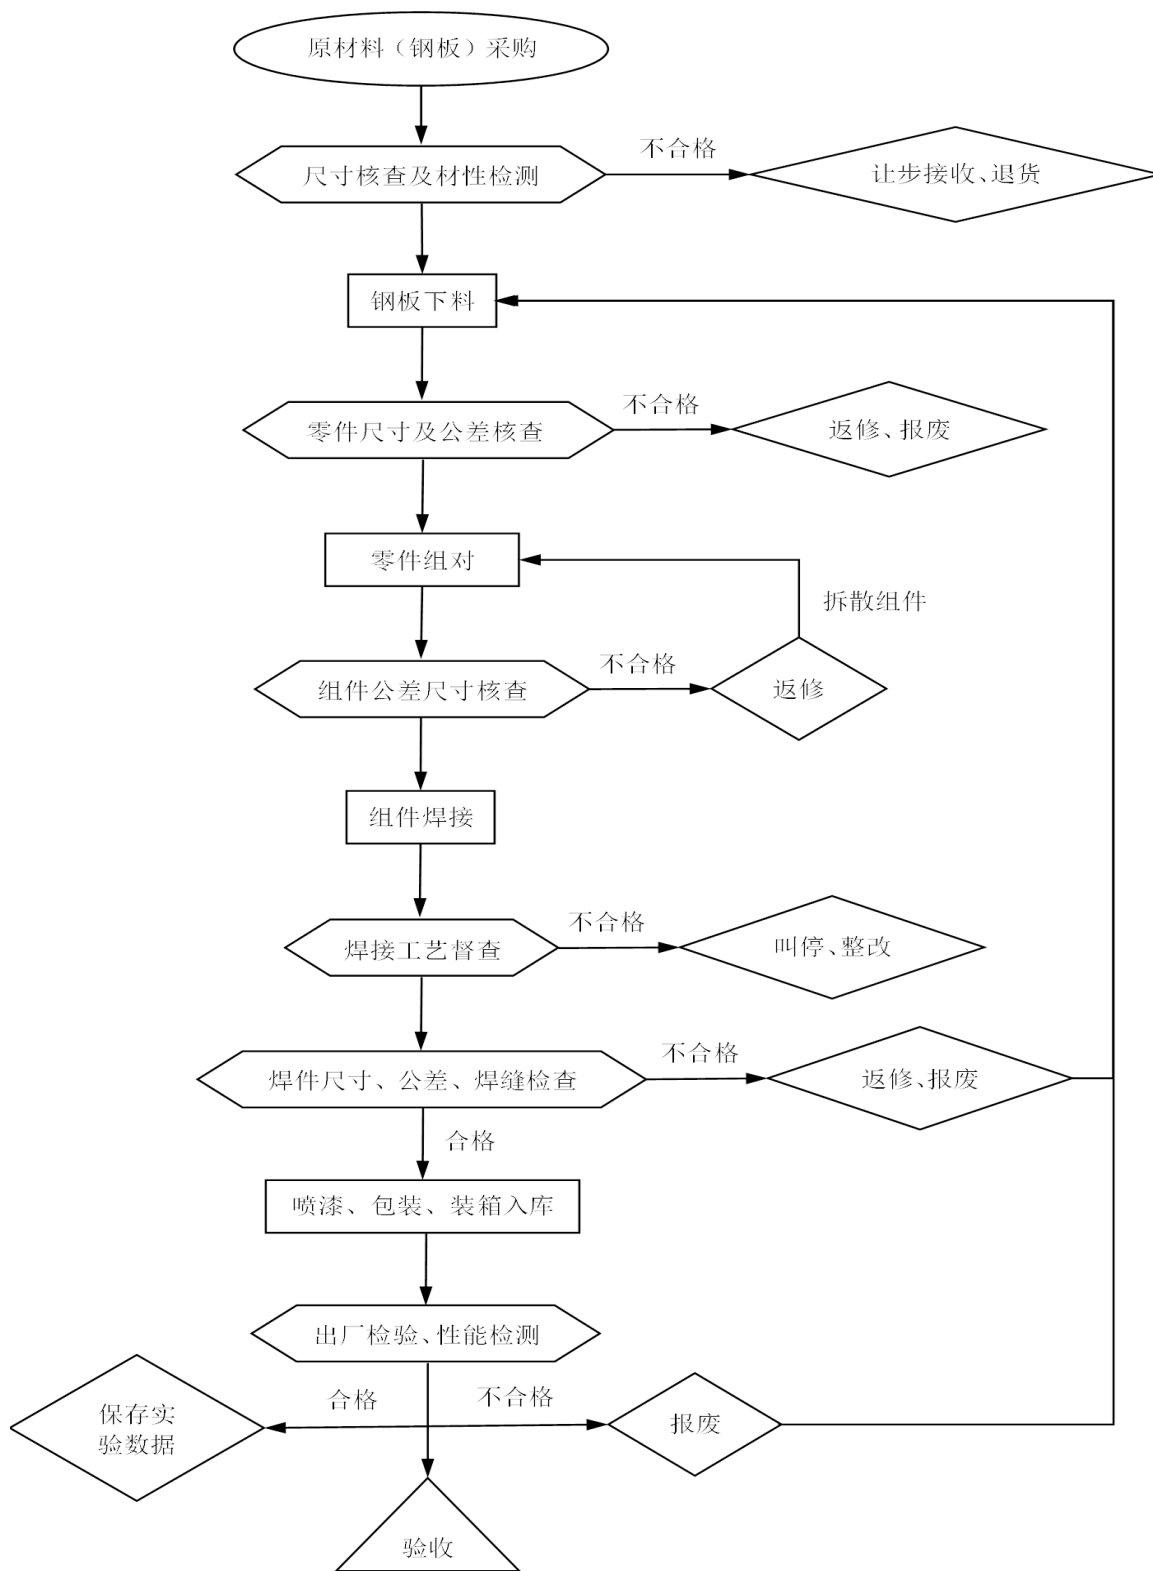 原材料（钢板）采购
不合格
尺寸核查及材性检测
让步接收、退货
钢板下料
不合格
零件尺寸及公差核查
返修、报废
零件组对
拆散组件
不合格
组件公差尺寸核查
返修
组件焊接
不合格
焊接工艺督查
叫停、整改
不合格
焊件尺寸、公差、焊缝检查
返修、报废
合格
喷漆、包装、装箱入库
出厂检验、性能检测
合格
不合格
保存实
验数据
报废
验收